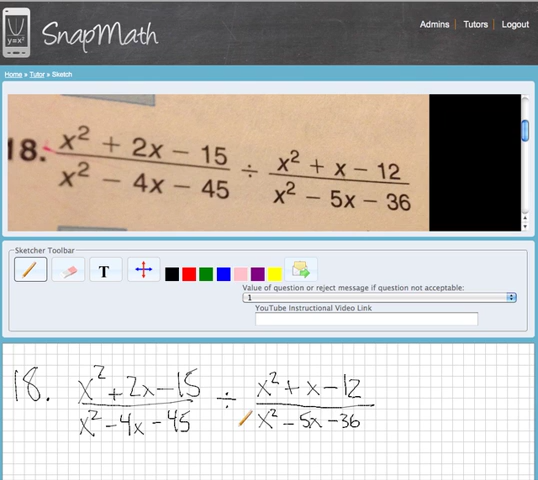 y=x²
SnapMath
Admins | Tutors | Logout
Home » Tutor » Sketch
18. x² + 2x − 15 ÷ x² + x − 12
x² − 4x − 45 x² − 5x − 36
Sketcher Toolbar
T
Value of question or reject message if question not acceptable:
1
YouTube Instructional Video Link
18. x² + 2x − 15 ÷ x² + x − 12
x² − 4x − 45 x² − 5x − 36